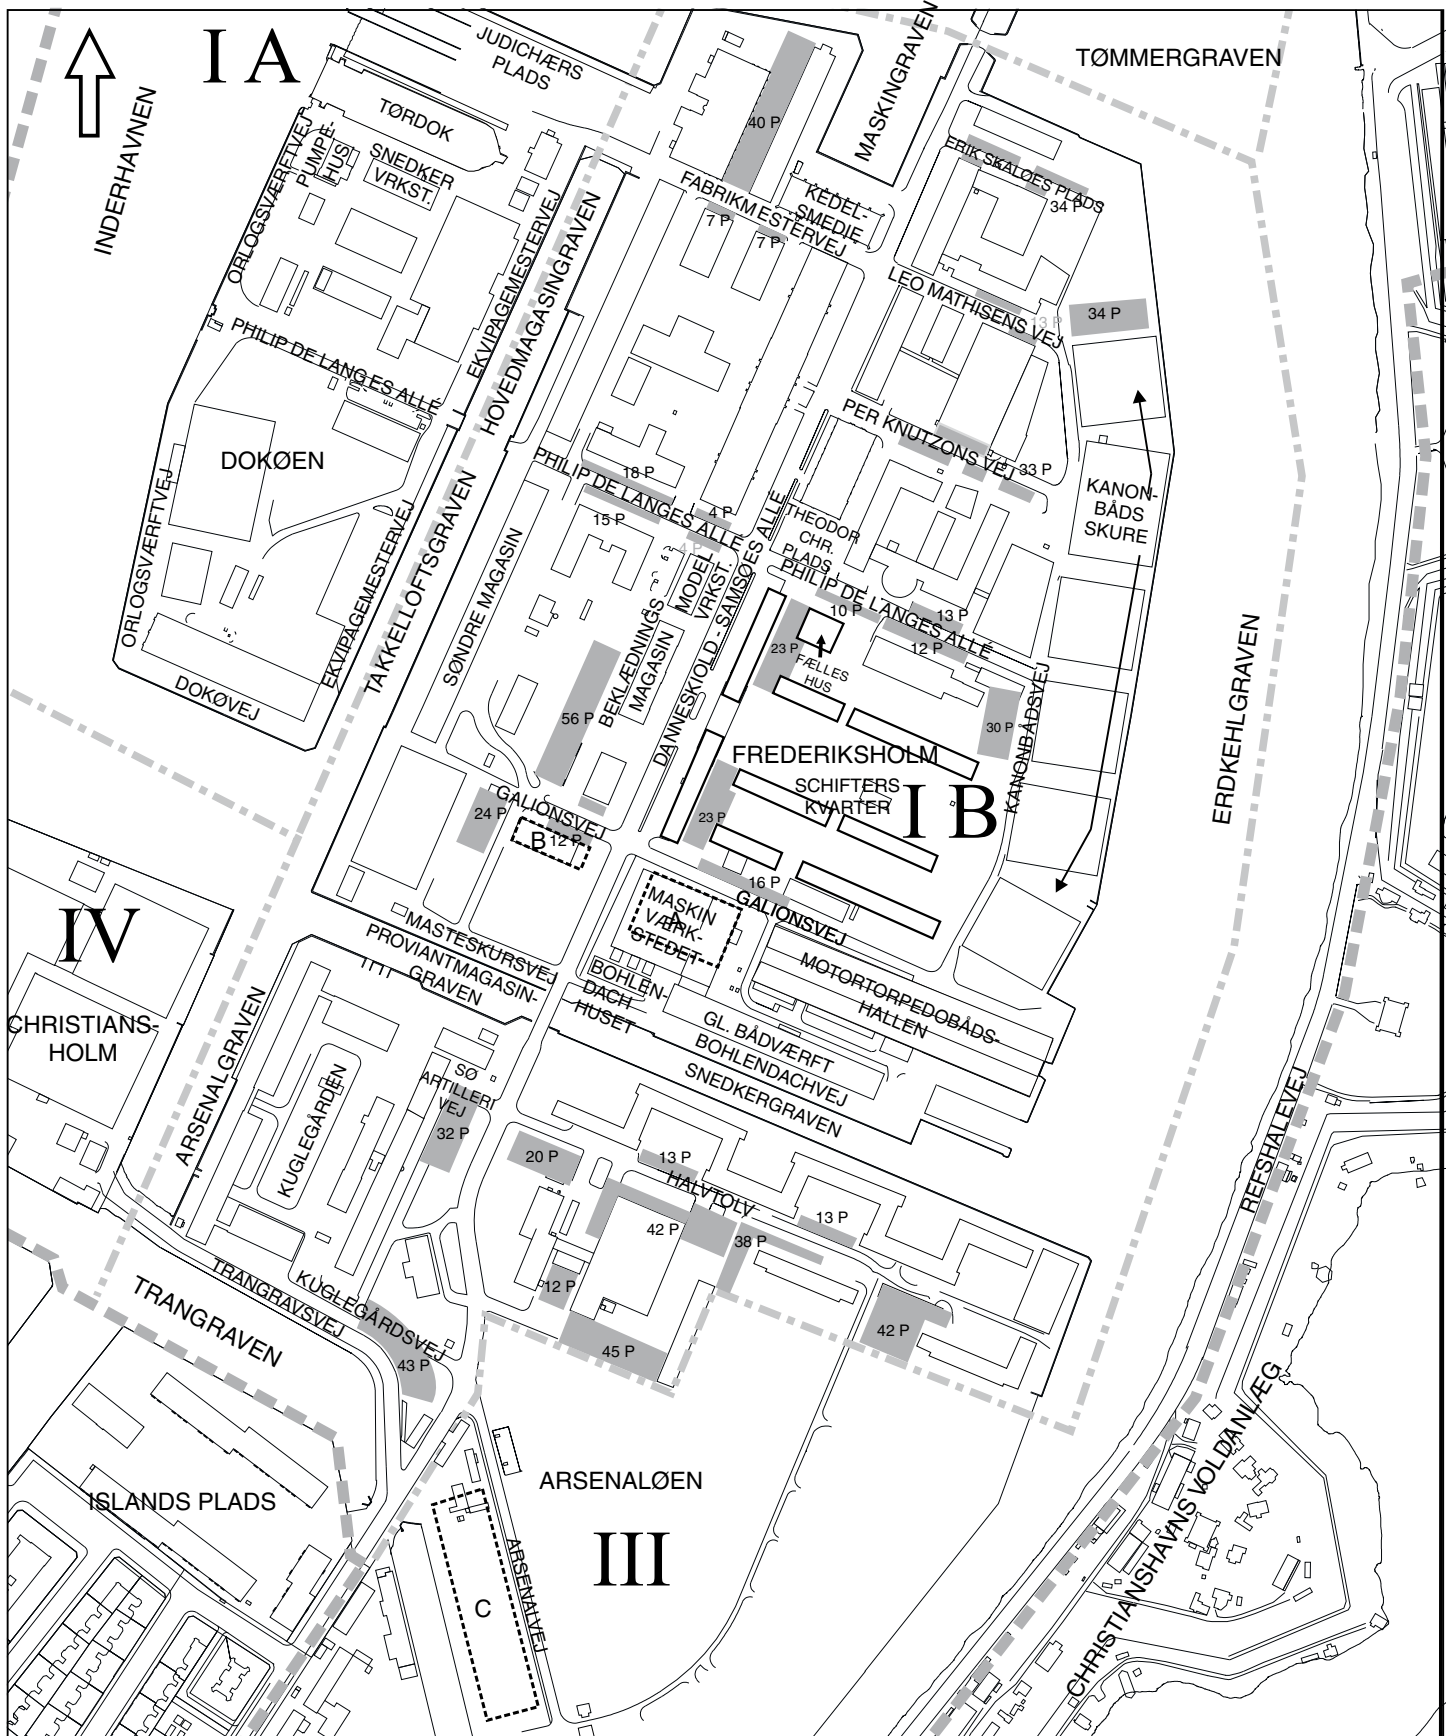 I A
JUDICHÆRS
PLADS
MASKINGRAVEN
TØMMERGRAVEN
INDERHAVNEN
TØRDOK
ORLOGSVÆRFTVEJ
PUMPE-
HUS
SNEDKER
VRKST.
40 P
ERIK SKALØES PLADS
34 P
FABRIKMESTERVEJ
7 P
7 P
KEDEL-
SMEDIE
EKVIPAGEMESTERVEJ
HOVEDMAGASINGRAVEN
LEO MATHISENS VEJ
13 P
34 P
PHILIP DE LANGES ALLÉ
DOKØEN
PER KNUTZONS VEJ
33 P
KANON-
BÅDS
SKURE
18 P
PHILIP DE LANGES ALLE
15 P
4 P
4 P
THEODOR
CHR.
PLADS
ORLOGSVÆRFTVEJ
EKVIPAGEMESTERVEJ
TAKKELLOFTSGRAVEN
SØNDRE MAGASIN
MODEL
VRKST.
DANNESKIOLD - SAMSØES ALLE
PHILIP DE LANGES ALLÉ
10 P
13 P
12 P
23 P
FÆLLES
HUS
BEKLÆDNINGS
MAGASIN
56 P
DOKØVEJ
30 P
KANONBÅDSVEJ
ERDKEHLGRAVEN
FREDERIKSHOLM
SCHIFTERS
KVARTER
I B
24 P
GALIONSVEJ
B
12 P
23 P
16 P
GALIONSVEJ
MASKIN
VÆRK-
STEDET
A
IV
MASTESKURSVEJ
PROVIANTMAGASIN-
GRAVEN
BOHLEN-
DACH
HUSET
MOTORTORPEDOBÅDS-
HALLEN
GL. BÅDVÆRFT
BOHLENDACHVEJ
SNEDKERGRAVEN
CHRISTIANS-
HOLM
ARSENALGRAVEN
KUGLEGÅRDEN
SØ
ARTILLERI
VEJ
32 P
20 P
13 P
HALVTOLV
13 P
42 P
38 P
12 P
45 P
42 P
REFSHALEVEJ
TRANGRAVSVEJ
KUGLEGÅRDSVEJ
43 P
TRANGRAVEN
ISLANDS PLADS
ARSENALØEN
III
ARSENALVEJ
C
CHRISTIANSHAVNS VOLDANLÆG